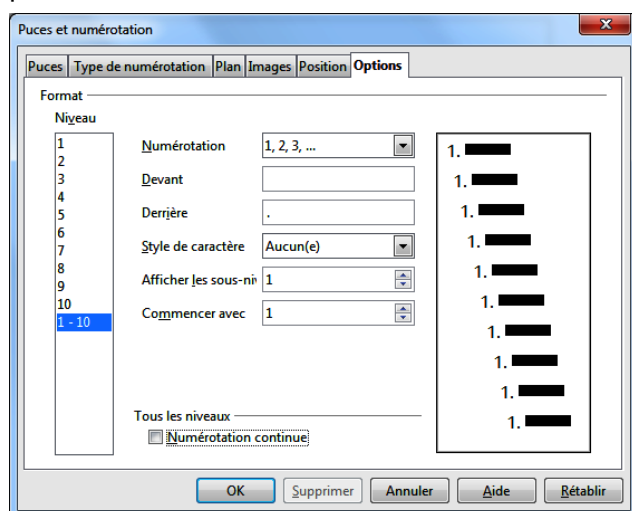 Puces et numérotation
Puces Type de numérotation Plan Images Position Options
Format
Niveau
1
2
3
4
5
6
7
8
9
10
1 - 10
Numérotation 1, 2, 3, ...
Devant
Derrière .
Style de caractère Aucun(e)
Afficher les sous-niv 1
Commencer avec 1
Tous les niveaux
Numérotation continue
1.
1.
1.
1.
1.
1.
1.
1.
1.
1.
OK Supprimer Annuler Aide Rétablir